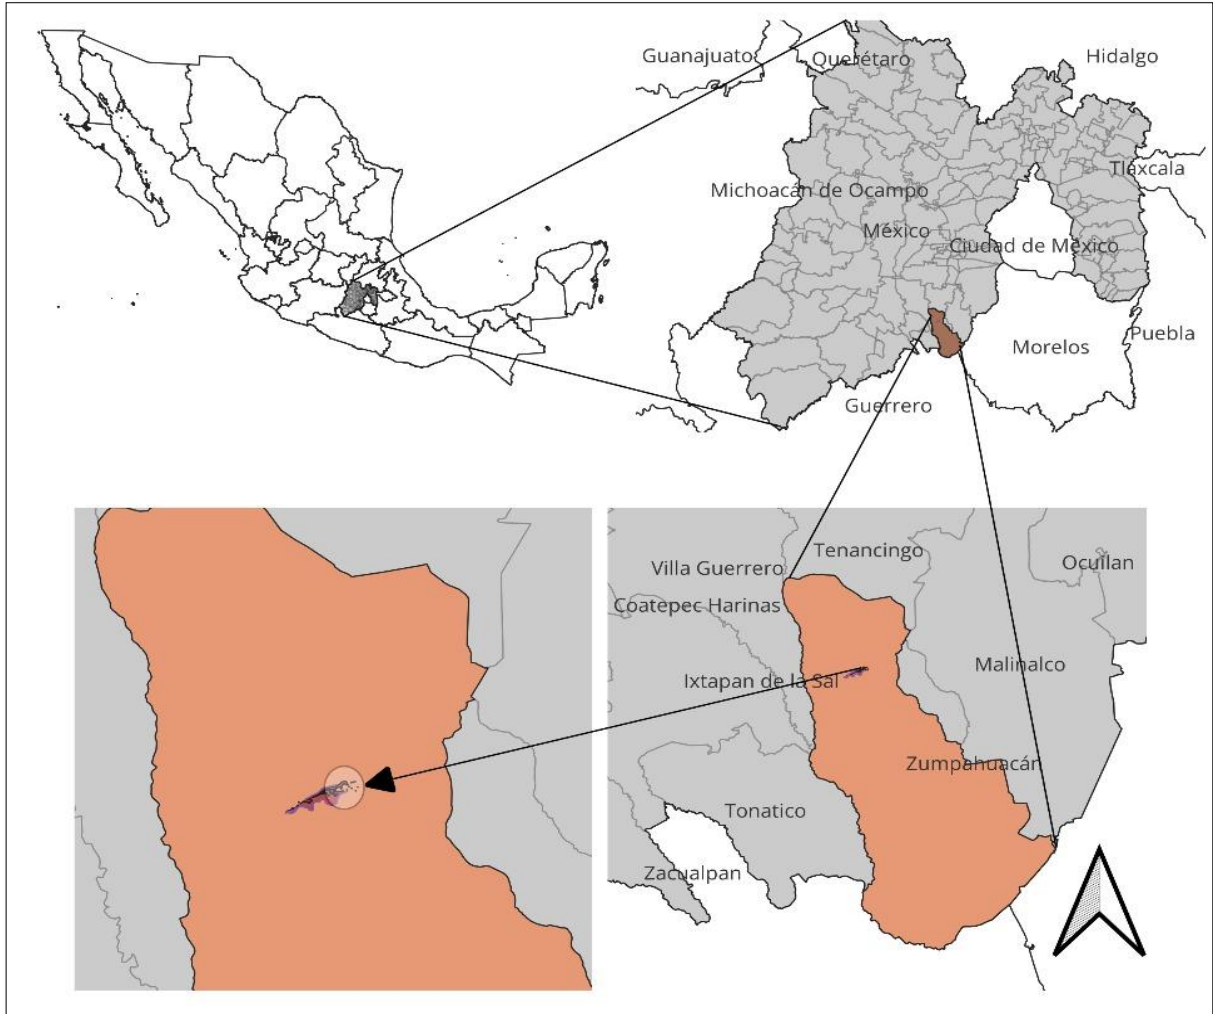 Guanajuato
Querétaro
Hidalgo
Tlaxcala
Michoacán de Ocampo
México
Ciudad de México
Puebla
Morelos
Guerrero
Tenancingo
Ocuilan
Villa Guerrero
Coatepec Harinas
Malinalco
Ixtapan de la Sal
Zumpahuacán
Tonatico
Zacualpan